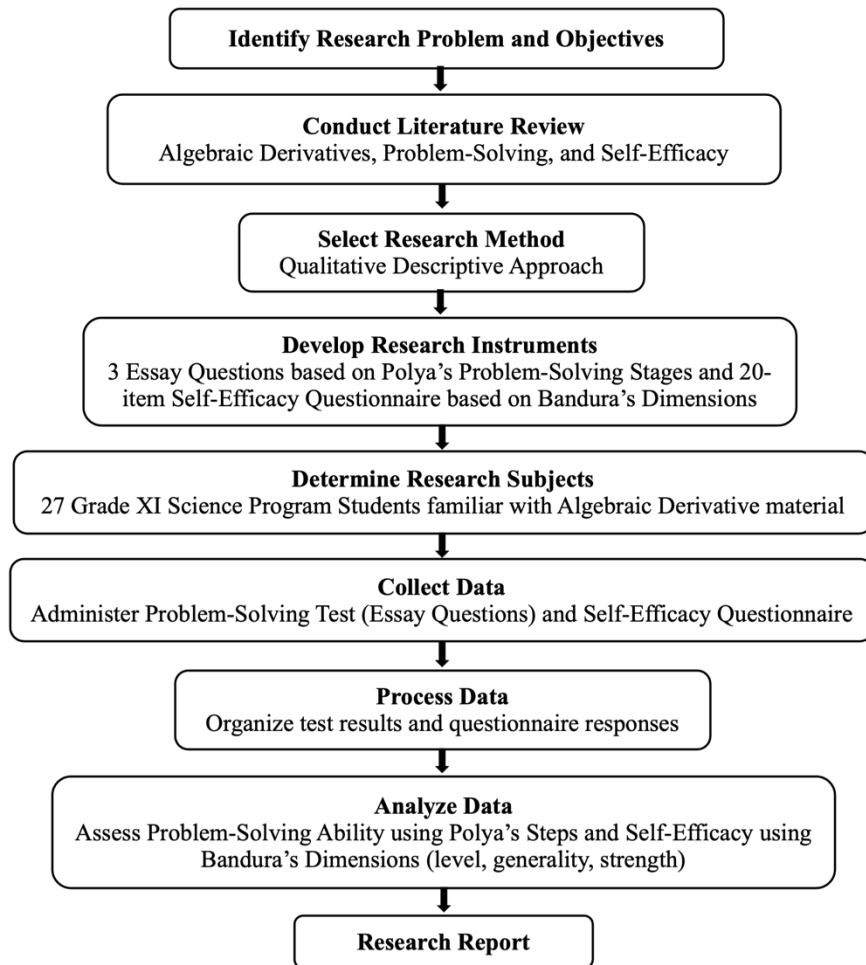 Identify Research Problem and Objectives
Conduct Literature Review
Algebraic Derivatives, Problem-Solving, and Self-Efficacy
Select Research Method
Qualitative Descriptive Approach
Develop Research Instruments
3 Essay Questions based on Polya’s Problem-Solving Stages and 20-
item Self-Efficacy Questionnaire based on Bandura’s Dimensions
Determine Research Subjects
27 Grade XI Science Program Students familiar with Algebraic Derivative material
Collect Data
Administer Problem-Solving Test (Essay Questions) and Self-Efficacy Questionnaire
Process Data
Organize test results and questionnaire responses
Analyze Data
Assess Problem-Solving Ability using Polya’s Steps and Self-Efficacy using
Bandura’s Dimensions (level, generality, strength)
Research Report